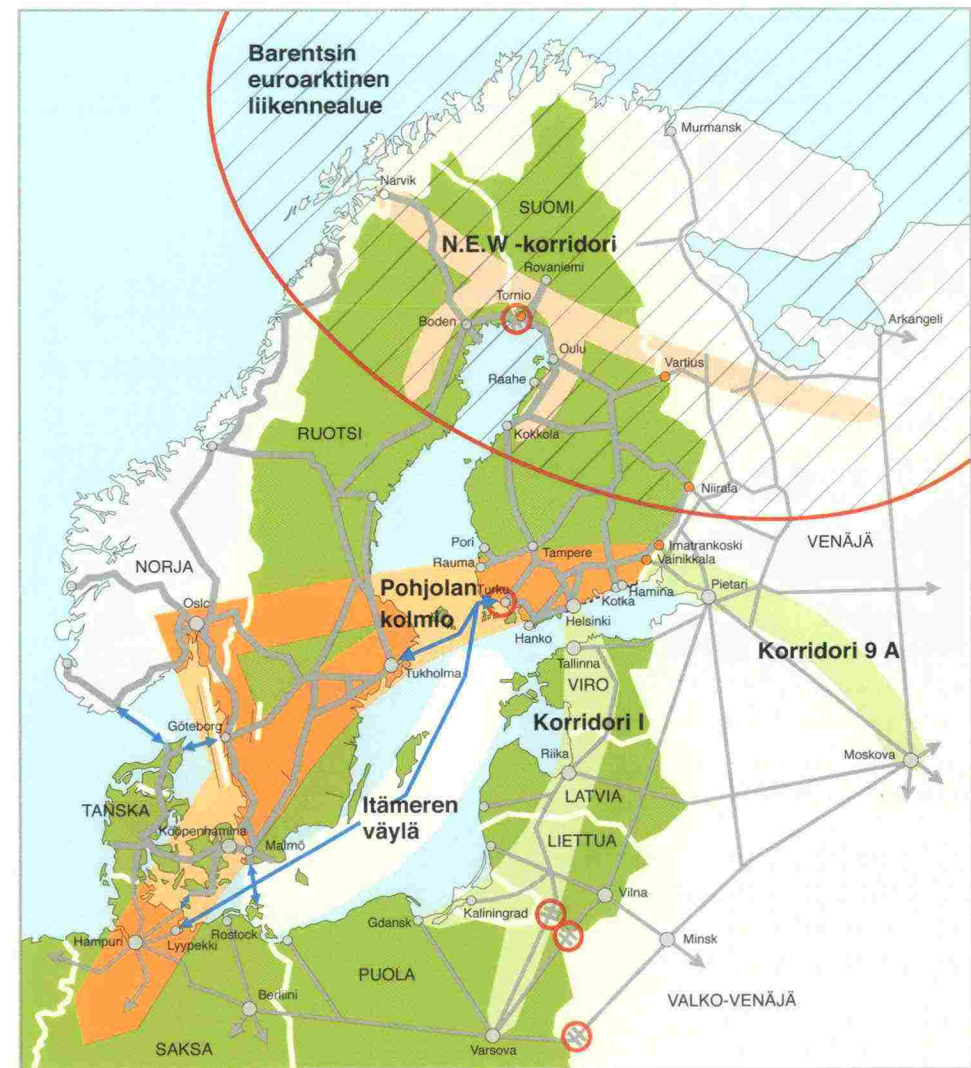 Barentsin
euroarktinen
liikennealue
Murmansk
Narvik
SUOMI
N.E.W -korridori
Rovaniemi
Tornio
Boden
Arkangeli
Oulu
Vartius
Raahe
RUOTSI
Kokkola
Niirala
Pori
Tampere
Imatrankoski
VENÄJÄ
Rauma
Vainikkala
NORJA
Pohjolan
kolmio
Turku
Hamina
Pietari
Oslo
Kotka
Helsinki
Hanko
Tallinna
Korridori 9 A
Tukholma
VIRO
Göteborg
Korridori I
Riika
Moskova
TANSKA
Itämeren
väylä
LATVIA
Kööpenhamina
Malmö
LIETTUA
Vilna
Kaliningrad
Gdansk
Hampuri
Lyypekki
Rostock
Minsk
PUOLA
Berliini
VALKO-VENÄJÄ
SAKSA
Varsova